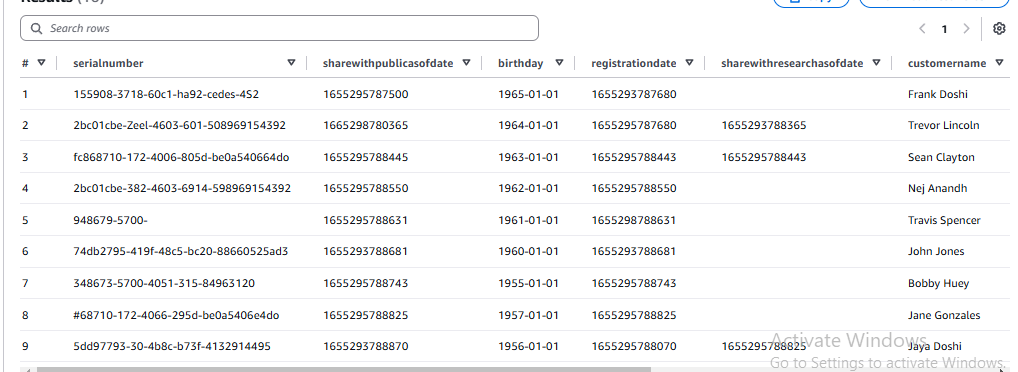 Search rows
1
# serialnumber sharewithpublicasofdate birthday registrationdate sharewithresearchasofdate customername
1 155908-3718-60c1-ha92-cedes-4S2 1655295787500 1965-01-01 1655293787680 Frank Doshi
2 2bc01cbe-Zeel-4603-601-508969154392 1665298780365 1964-01-01 1655295787680 1655293788365 Trevor Lincoln
3 fc868710-172-4006-805d-be0a540664do 1655295788445 1963-01-01 1655295788443 1655295788443 Sean Clayton
4 2bc01cbe-382-4603-6914-598969154392 1655295788550 1962-01-01 1655295788550 Nej Anandh
5 948679-5700- 1655295788631 1961-01-01 1655298788631 Travis Spencer
6 74db2795-419f-48c5-bc20-88660525ad3 1655295788681 1960-01-01 1655293788681 John Jones
7 348673-5700-4051-315-84963120 1655295788743 1955-01-01 1655295788743 Bobby Huey
8 #68710-172-4066-295d-be0a5406e4do 1655295788825 1957-01-01 1655295788825 Jane Gonzales
9 5dd97793-30-4b8c-b73f-4132914495 1655293788870 1956-01-01 1655295788070 1655295788825 Jaya Doshi
Activate Windows
Go to Settings to activate Windows.